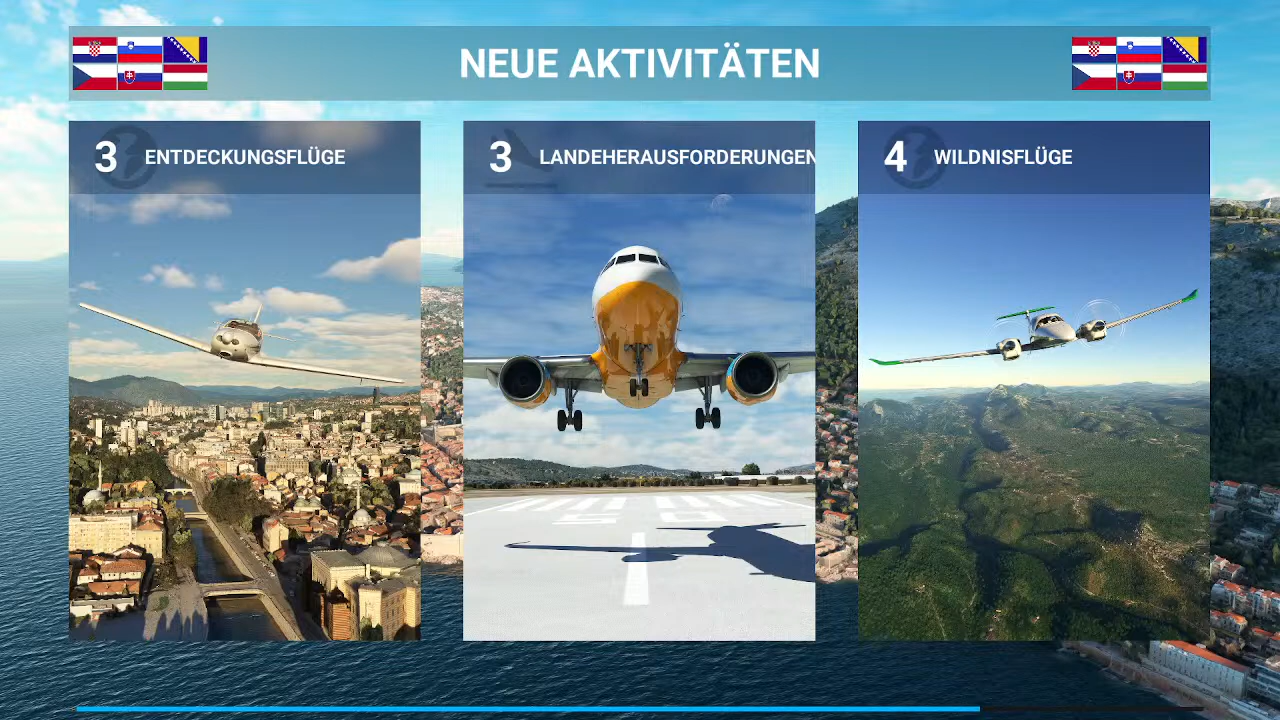 NEUE AKTIVITÄTEN
3 ENTDECKUNGSFLÜGE
3 LANDEHERAUSFORDERUNGEN
4 WILDNISFLÜGE